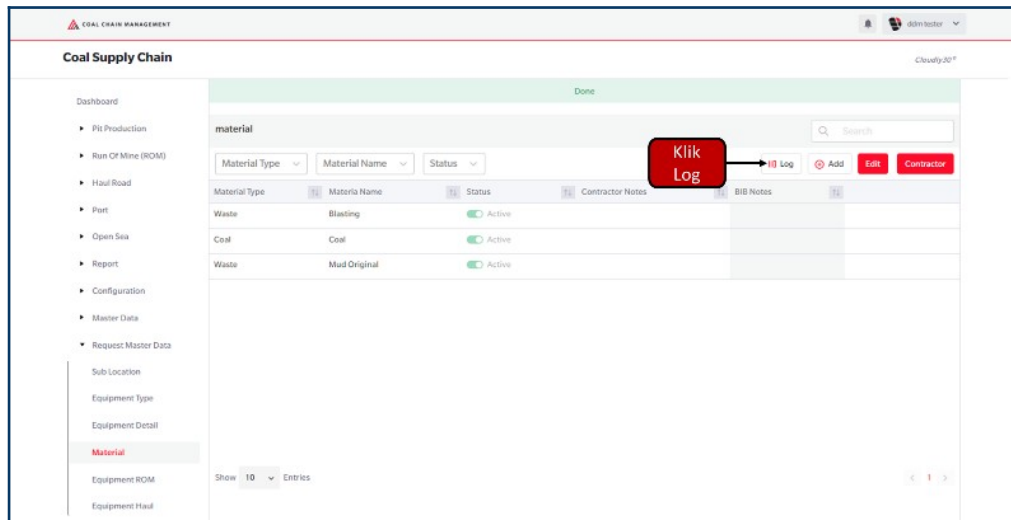 COAL CHAIN MANAGEMENT
ddm tester
Coal Supply Chain
Cloudiy30°
Dashboard
Pit Production
Run Of Mine (ROM)
Haul Road
Port
Open Sea
Report
Configuration
Master Data
Request Master Data
Sub Location
Equipment Type
Equipment Detail
Material
Equipment ROM
Equipment Haul
Done
material
Search
Material Type Material Name Status
Klik
Log
Log Add Edit Contractor
Material Type Materia Name Status Contractor Notes BIB Notes
Waste Blasting Active
Coal Coal Active
Waste Mud Original Active
Show 10 Entries
< 1 >